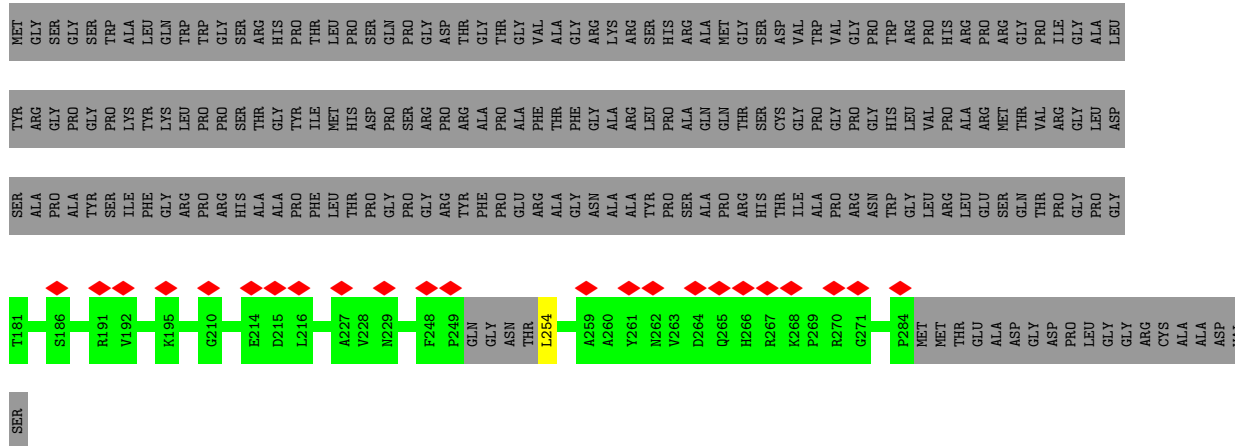 MET GLY SER GLY SER TRP ALA LEU GLN TRP TRP GLY SER ARG HIS PRO THR LEU PRO SER GLN PRO GLY ASP THR GLY THR GLY VAL ALA GLY ARG LYS ARG SER HIS ARG ALA MET GLY SER ASP VAL TRP VAL GLY PRO TRP ARG PRO HIS ARG PRO ARG GLY PRO ILE GLY ALA LEU
TYR ARG GLY PRO GLY PRO LYS TYR LYS LEU PRO PRO SER THR GLY TYR ILE MET HIS ASP PRO SER ARG PRO ARG ALA PRO ALA PHE THR PHE GLY ALA ARG LEU PRO ALA GLN GLN THR SER CYS GLY PRO GLY PRO GLY HIS LEU VAL PRO ALA ARG MET THR VAL ARG GLY LEU ASP
SER ALA PRO ALA TYR SER ILE PHE GLY ARG PRO ARG HIS ALA ALA PRO PHE LEU THR PRO GLY PRO GLY ARG TYR PHE PRO GLU ARG ALA GLY ASN ALA ALA TYR PRO SER ALA PRO ARG HIS THR ILE ALA PRO ARG ASN TRP GLY LEU ARG LEU GLU SER GLN THR PRO GLY PRO GLY
T181 S186 R191 V192 K195 G210 E214 D215 L216 A227 V228 N229 F248 P249 GLN GLY ASN THR L254 A259 A260 Y261 N262 V263 D264 Q265 H266 R267 K268 P269 R270 G271 P284 MET MET THR GLU ALA ASP GLY ASP PRO LEU GLY GLY ARG CYS ALA ALA ASP
SER